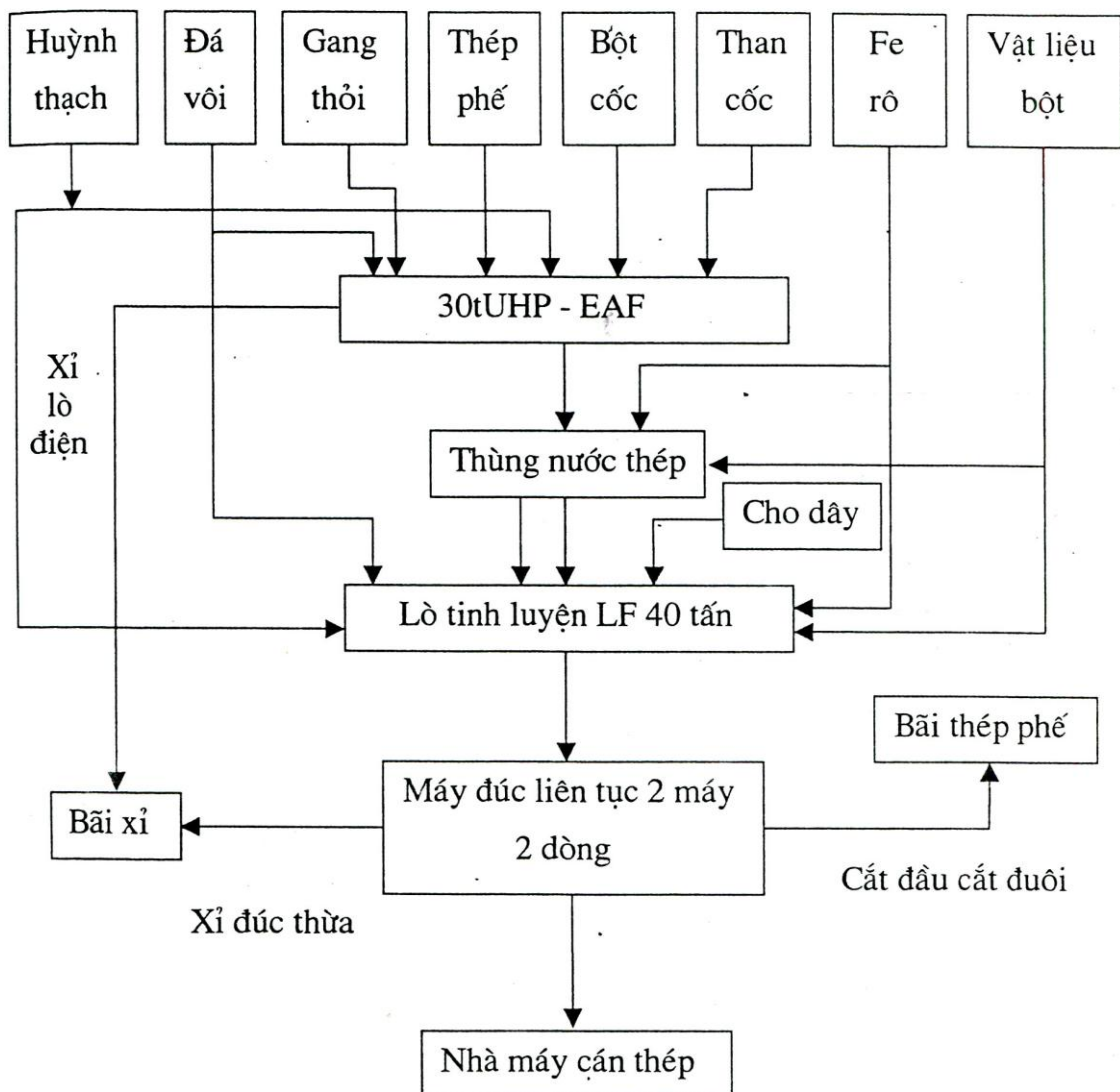 Huỳnh
thạch
Đá
vôi
Gang
thỏi
Thép
phế
Bột
cốc
Than
cốc
Fe
rô
Vật liệu
bột
30tUHP - EAF
Xỉ
lò
điện
Thùng nước thép
Cho dây
Lò tinh luyện LF 40 tấn
Bãi thép phế
Máy đúc liên tục 2 máy
2 dòng
Bãi xỉ
Cắt đầu cắt đuôi
Xỉ đúc thừa
Nhà máy cán thép